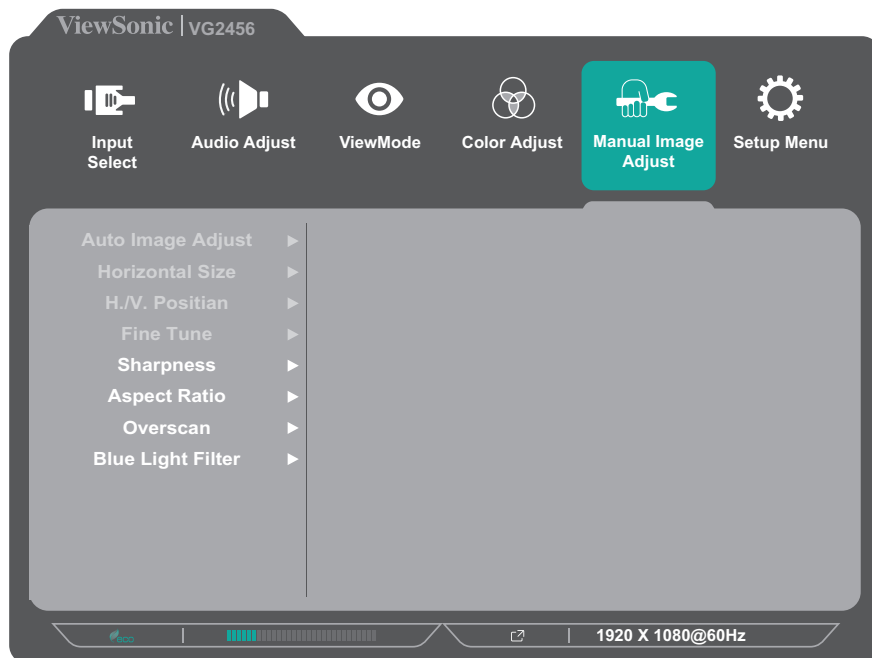 ViewSonic | VG2456
Input
Select
Audio Adjust
ViewMode
Color Adjust
Manual Image
Adjust
Setup Menu
Auto Image Adjust
Horizontal Size
H./V. Positian
Fine Tune
Sharpness
Aspect Ratio
Overscan
Blue Light Filter
eco
1920 X 1080@60Hz